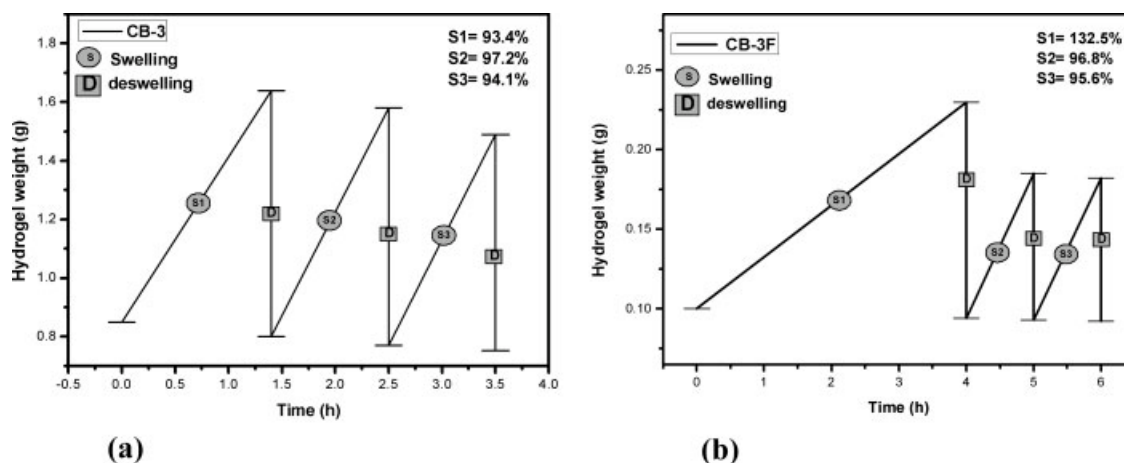 CB-3
S Swelling
D deswelling
S1= 93.4%
S2= 97.2%
S3= 94.1%
Hydrogel weight (g)
1.8
1.6
1.4
1.2
1.0
0.8
S1
D
S2
D
S3
D
-0.5 0.0 0.5 1.0 1.5 2.0 2.5 3.0 3.5 4.0
Time (h)
(a)
CB-3F
S Swelling
D deswelling
S1= 132.5%
S2= 96.8%
S3= 95.6%
Hydrogel weight (g)
0.25
0.20
0.15
0.10
S1
D
S2
D
S3
D
0 1 2 3 4 5 6
Time (h)
(b)